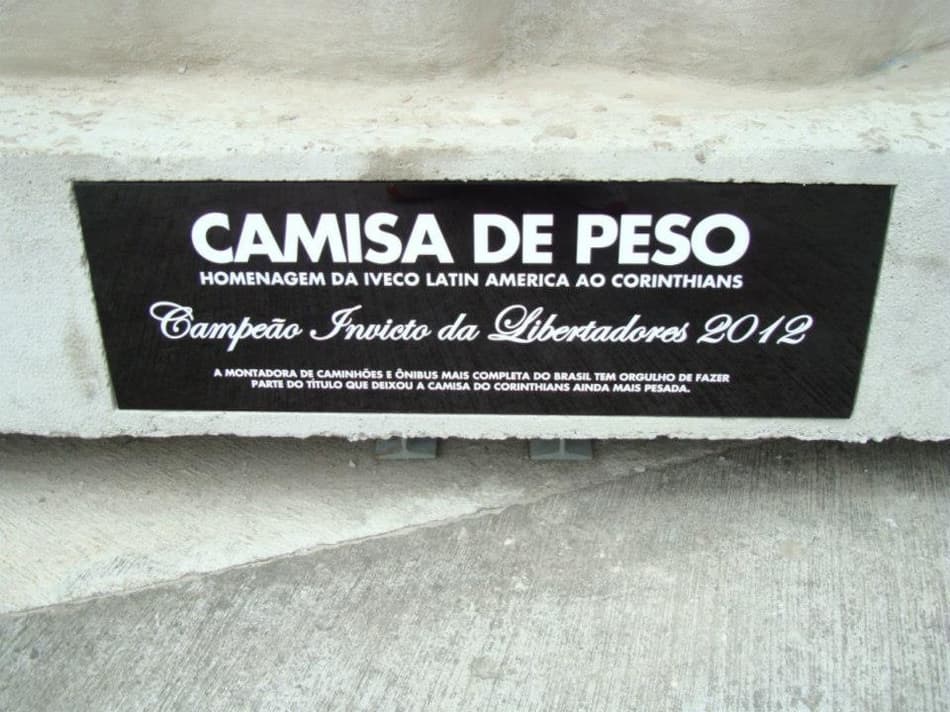 CAMISA DE PESO
HOMENAGEM DA IVECO LATIN AMERICA AO CORINTHIANS
Campeão Invicto da Libertadores 2012
A MONTADORA DE CAMINHÕES E ÔNIBUS MAIS COMPLETA DO BRASIL TEM ORGULHO DE FAZER
PARTE DO TÍTULO QUE DEIXOU A CAMISA DO CORINTHIANS AINDA MAIS PESADA.